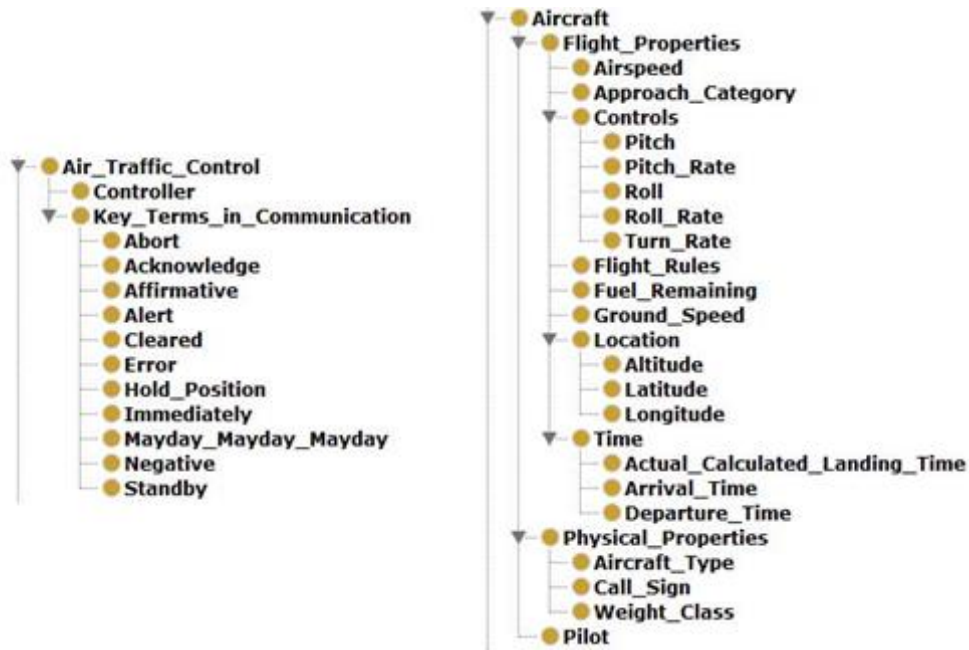 Air_Traffic_Control
Controller
Key_Terms_in_Communication
Abort
Acknowledge
Affirmative
Alert
Cleared
Error
Hold_Position
Immediately
Mayday_Mayday_Mayday
Negative
Standby
Aircraft
Flight_Properties
Airspeed
Approach_Category
Controls
Pitch
Pitch_Rate
Roll
Roll_Rate
Turn_Rate
Flight_Rules
Fuel_Remaining
Ground_Speed
Location
Altitude
Latitude
Longitude
Time
Actual_Calculated_Landing_Time
Arrival_Time
Departure_Time
Physical_Properties
Aircraft_Type
Call_Sign
Weight_Class
Pilot